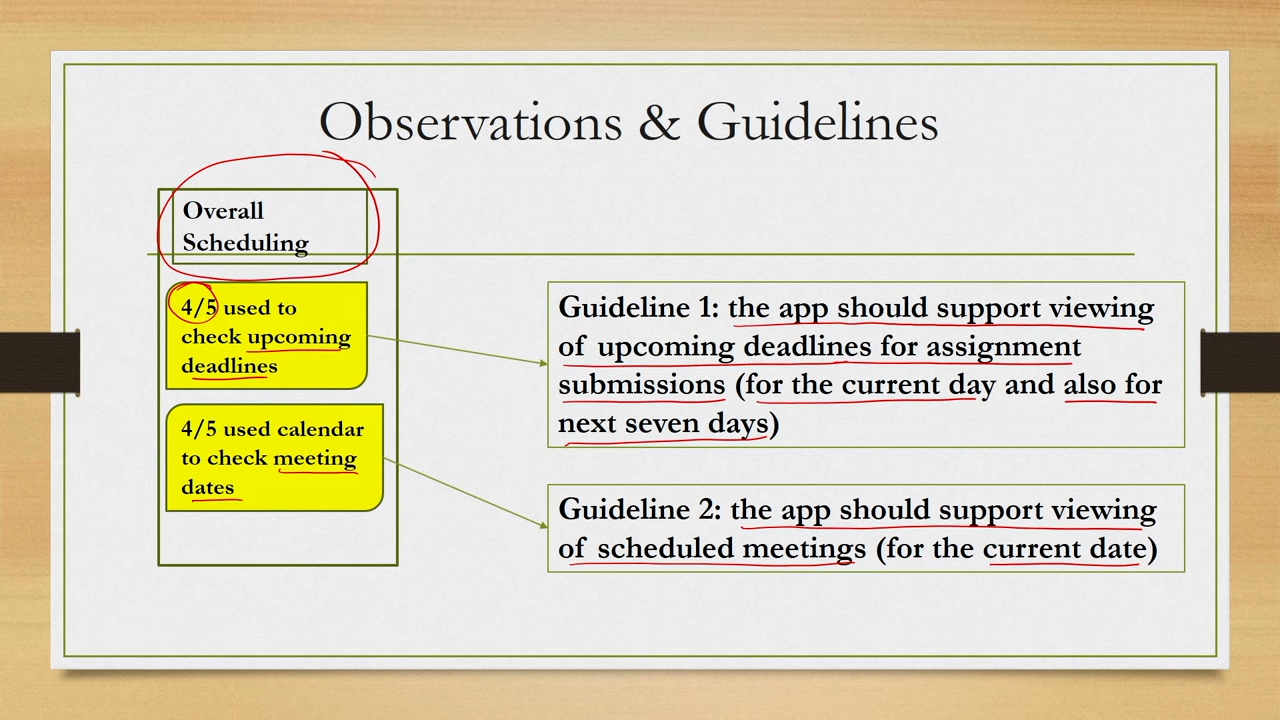 Observations & Guidelines
Overall
Scheduling
4/5 used to
check upcoming
deadlines
4/5 used calendar
to check meeting
dates
Guideline 1: the app should support viewing
of upcoming deadlines for assignment
submissions (for the current day and also for
next seven days)
Guideline 2: the app should support viewing
of scheduled meetings (for the current date)